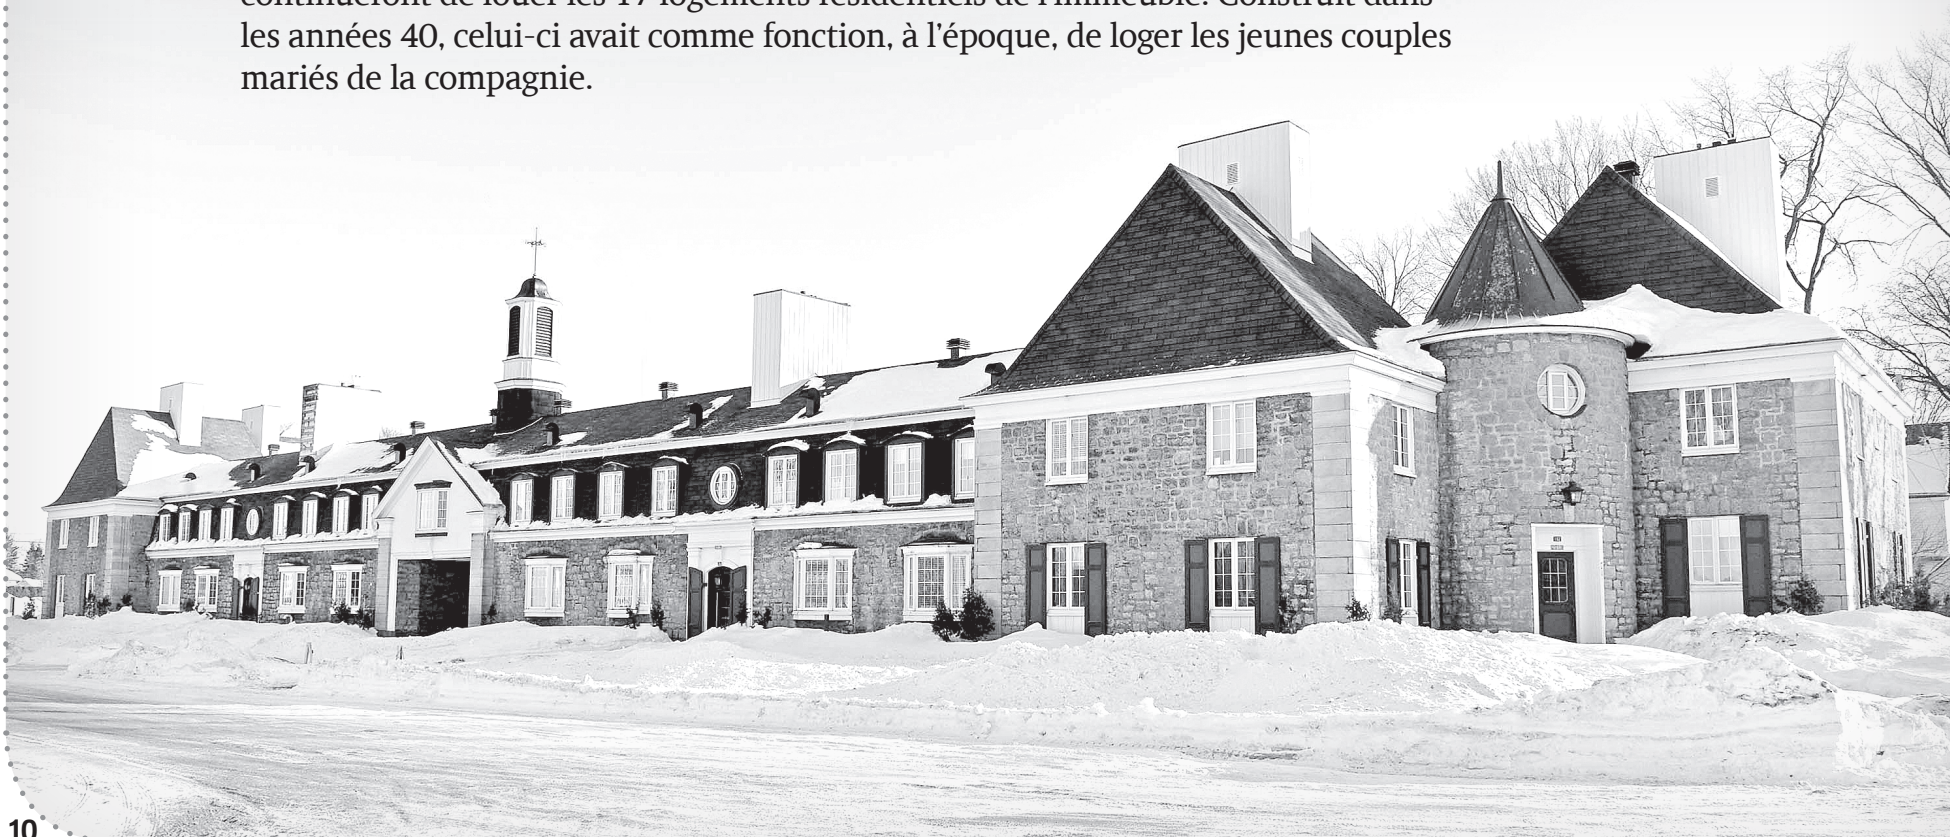 continueront de louer les 17 logements résidentiels de l'immeuble. Construit dans
les années 40, celui-ci avait comme fonction, à l'époque, de loger les jeunes couples
mariés de la compagnie.
10